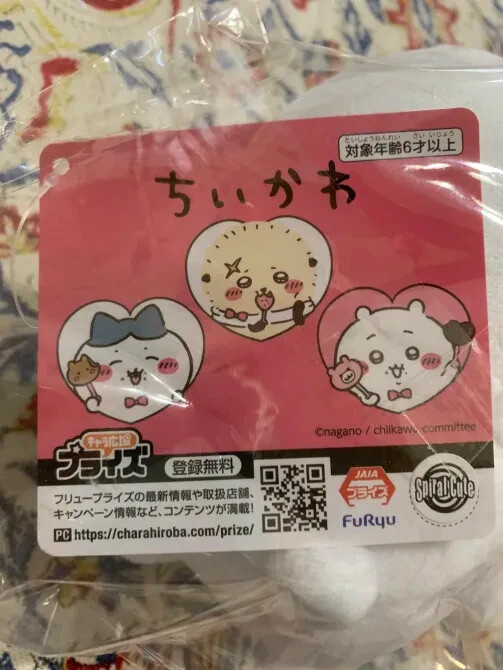 たいしょうねんれい さい いじょう
対象年齢6才以上
ちいかわ
©nagano / chiikawa committee
キャラ広場
プライズ
登録無料
フリュープライズの最新情報や取扱店舗、
キャンペーン情報など、コンテンツが満載!
PC https://charahiroba.com/prize/
JAIA
プライズ
FuRyu
Spiral Cute